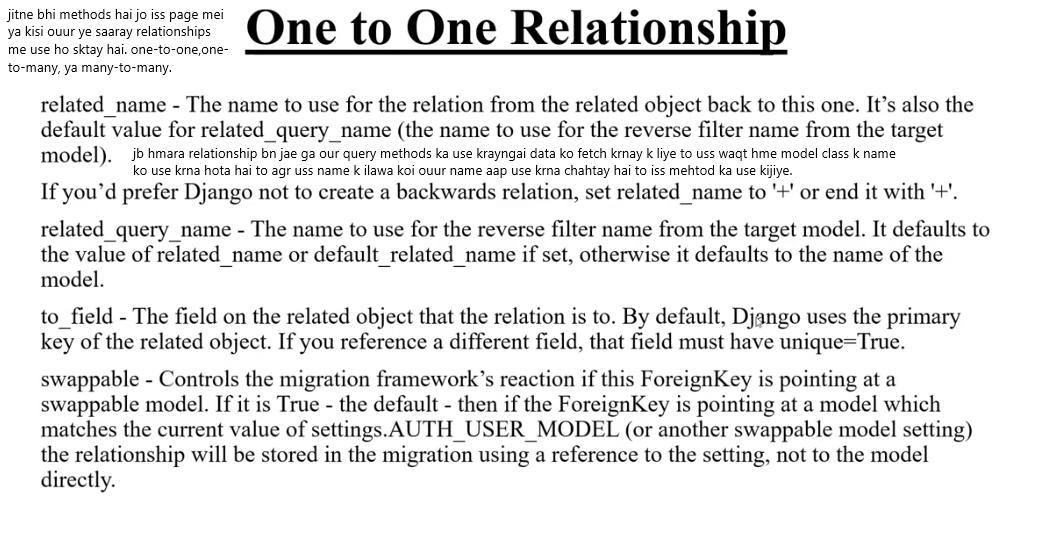 jitne bhi methods hai jo iss page mei
ya kisi ouur ye saaray relationships
me use ho sktay hai. one-to-one,one-
to-many, ya many-to-many.
One to One Relationship
related_name - The name to use for the relation from the related object back to this one. It’s also the
default value for related_query_name (the name to use for the reverse filter name from the target
model).
jb hmara relationship bn jae ga our query methods ka use krayngai data ko fetch krnay k liye to uss waqt hme model class k name
ko use krna hota hai to agr uss name k ilawa koi ouur name aap use krna chahtay hai to iss mehtod ka use kijiye.
If you’d prefer Django not to create a backwards relation, set related_name to '+' or end it with '+'.
related_query_name - The name to use for the reverse filter name from the target model. It defaults to
the value of related_name or default_related_name if set, otherwise it defaults to the name of the
model.
to_field - The field on the related object that the relation is to. By default, Django uses the primary
key of the related object. If you reference a different field, that field must have unique=True.
swappable - Controls the migration framework’s reaction if this ForeignKey is pointing at a
swappable model. If it is True - the default - then if the ForeignKey is pointing at a model which
matches the current value of settings.AUTH_USER_MODEL (or another swappable model setting)
the relationship will be stored in the migration using a reference to the setting, not to the model
directly.